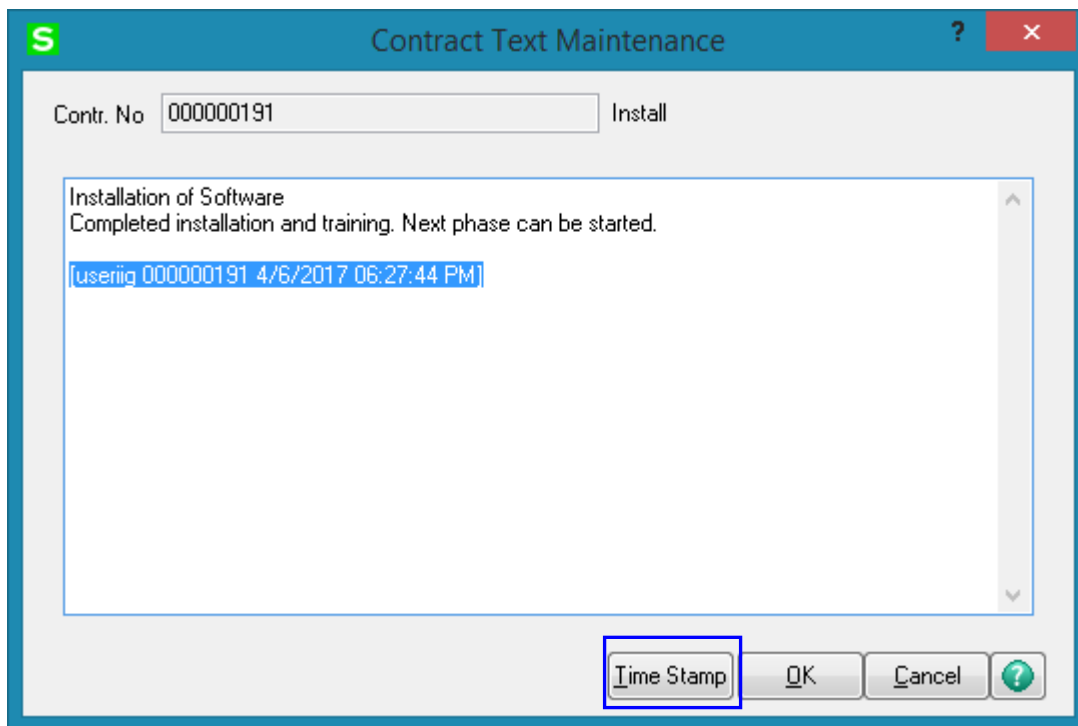 S
Contract Text Maintenance
?
Contr. No 000000191 Install
Installation of Software
Completed installation and training. Next phase can be started.
[useriig 000000191 4/6/2017 06:27:44 PM]
Time Stamp OK Cancel ?